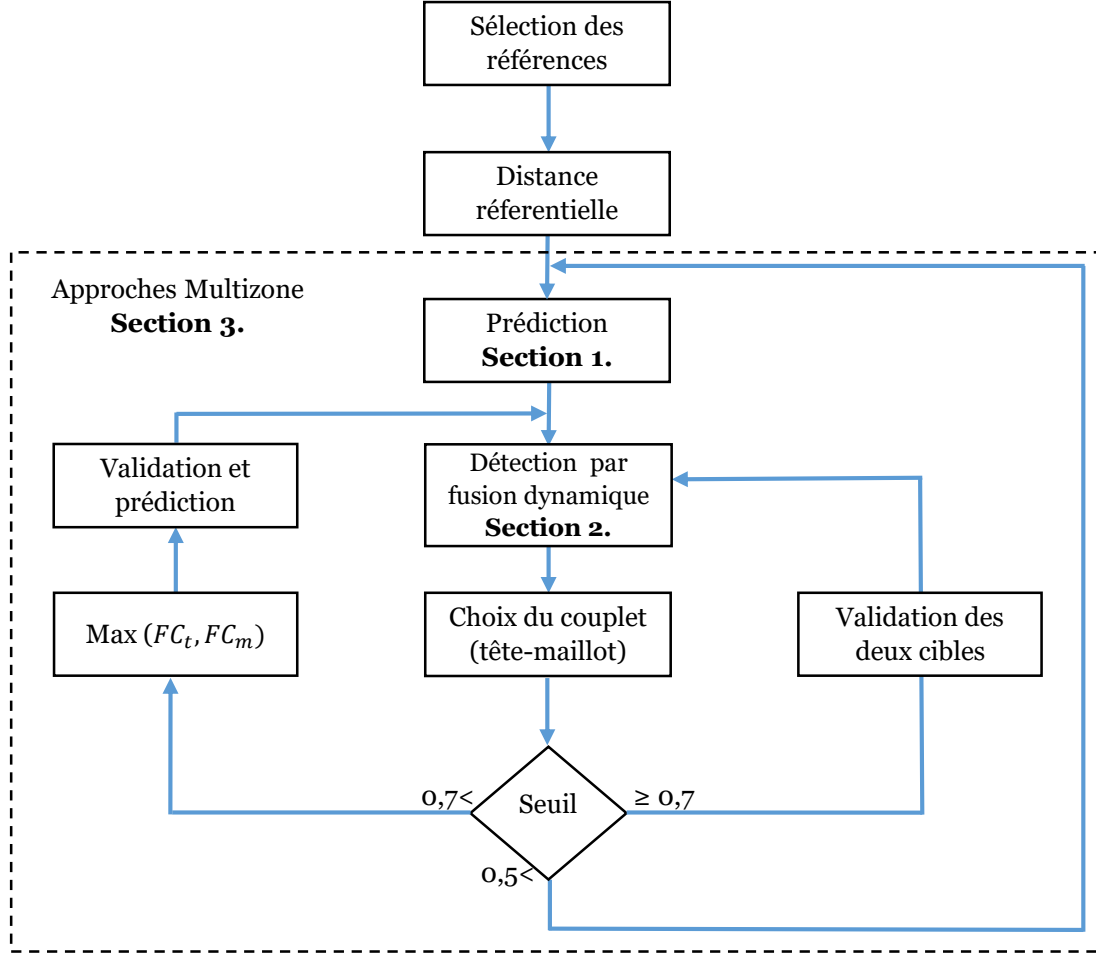 Sélection des
références
Distance
réferentielle
Approches Multizone
Section 3.
Prédiction
Section 1.
Validation et
prédiction
Détection par
fusion dynamique
Section 2.
Max (FCₜ, FCₘ)
Choix du couplet
(tête-maillot)
Validation des
deux cibles
0,7<
Seuil
≥ 0,7
0,5<